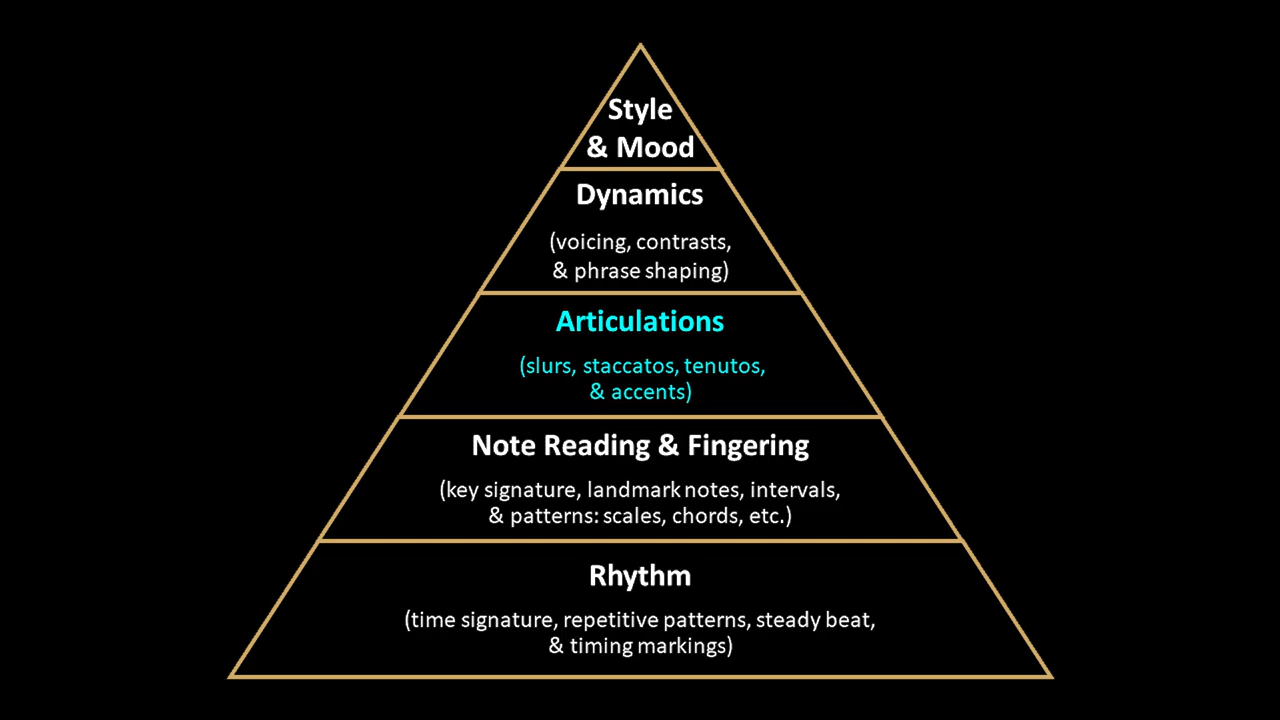 Style
& Mood
Dynamics
(voicing, contrasts,
& phrase shaping)
Articulations
(slurs, staccatos, tenutos,
& accents)
Note Reading & Fingering
(key signature, landmark notes, intervals,
& patterns: scales, chords, etc.)
Rhythm
(time signature, repetitive patterns, steady beat,
& timing markings)